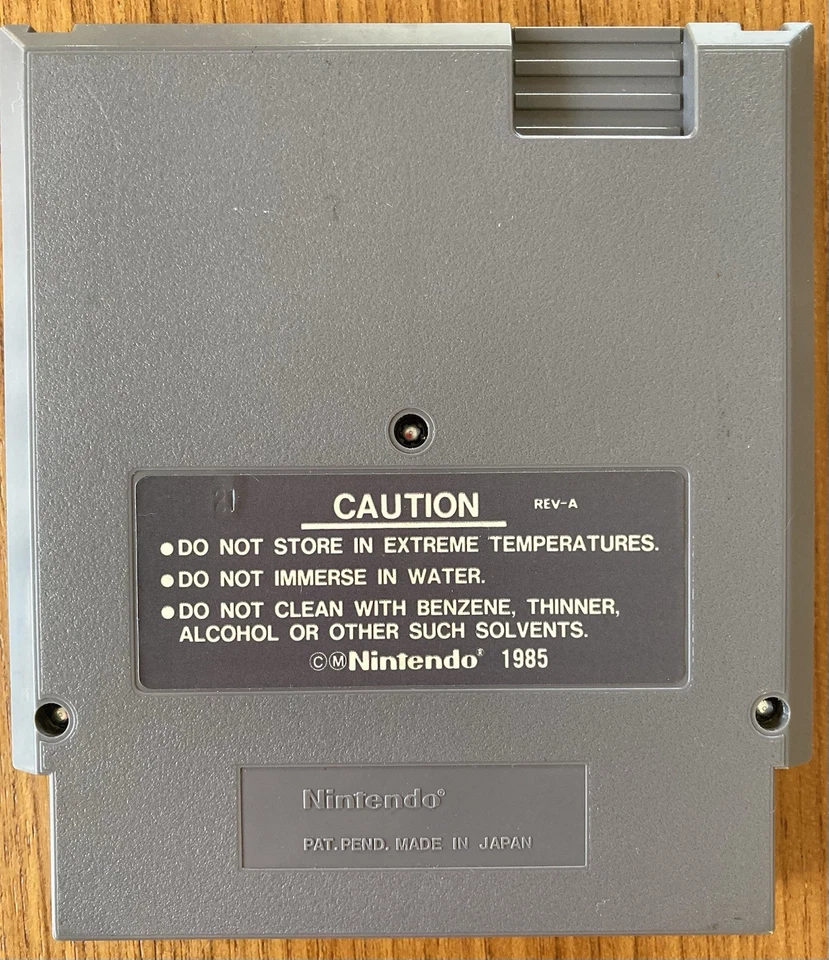 21
CAUTION REV-A
●DO NOT STORE IN EXTREME TEMPERATURES.
●DO NOT IMMERSE IN WATER.
●DO NOT CLEAN WITH BENZENE, THINNER,
ALCOHOL OR OTHER SUCH SOLVENTS.
©ⓂNintendo® 1985
Nintendo®
PAT. PEND. MADE IN JAPAN